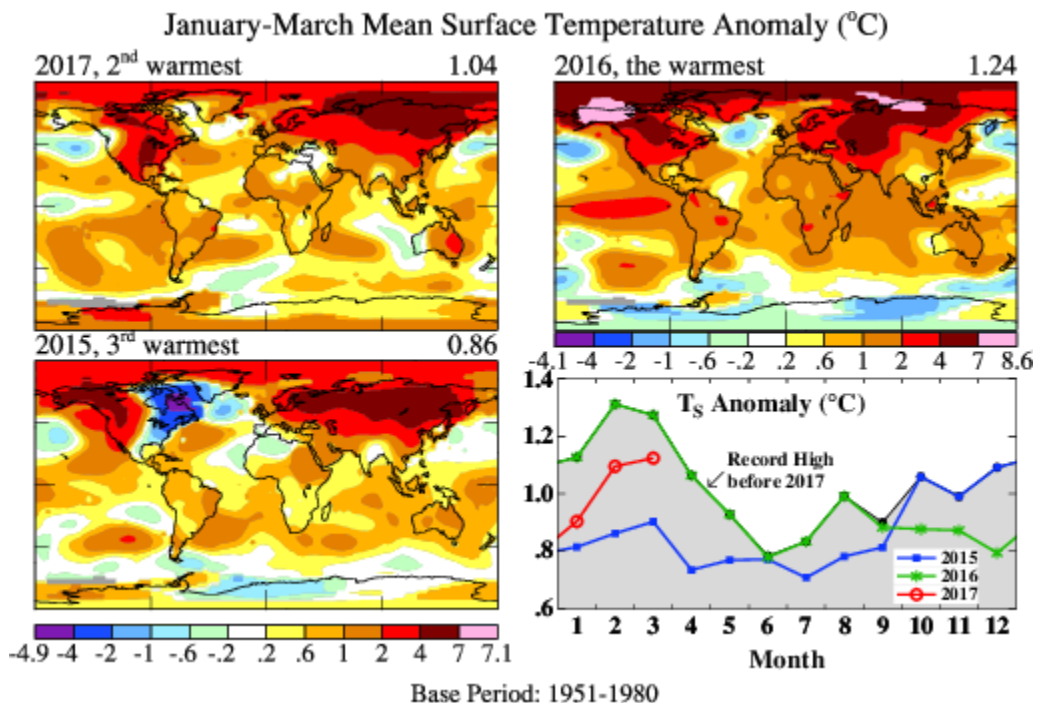 January-March Mean Surface Temperature Anomaly (°C)
2017, 2nd warmest 1.04
2016, the warmest 1.24
2015, 3rd warmest 0.86
-4.1 -4 -2 -1 -.6 -.2 .2 .6 1 2 4 7 8.6
1.4
1.2
1.0
0.8
.6
TS Anomaly (°C)
Record High
before 2017
2015
2016
2017
1 2 3 4 5 6 7 8 9 10 11 12
Month
-4.9 -4 -2 -1 -.6 -.2 .2 .6 1 2 4 7 7.1
Base Period: 1951-1980